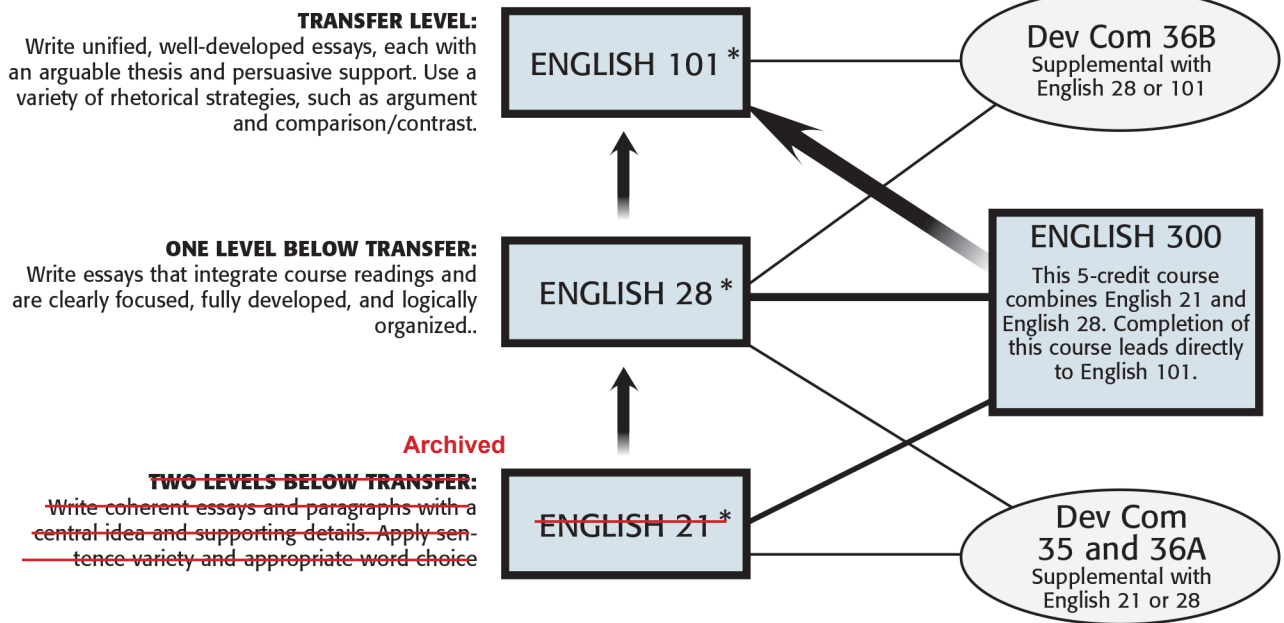 TRANSFER LEVEL:
Write unified, well-developed essays, each with
an arguable thesis and persuasive support. Use a
variety of rhetorical strategies, such as argument
and comparison/contrast.
ENGLISH 101*
Dev Com 36B
Supplemental with
English 28 or 101
ONE LEVEL BELOW TRANSFER:
Write essays that integrate course readings and
are clearly focused, fully developed, and logically
organized..
ENGLISH 28*
ENGLISH 300
This 5-credit course
combines English 21 and
English 28. Completion of
this course leads directly
to English 101.
Archived
TWO LEVELS BELOW TRANSFER:
Write coherent essays and paragraphs with a
central idea and supporting details. Apply sen-
tence variety and appropriate word choice
ENGLISH 21*
Dev Com
35 and 36A
Supplemental with
English 21 or 28